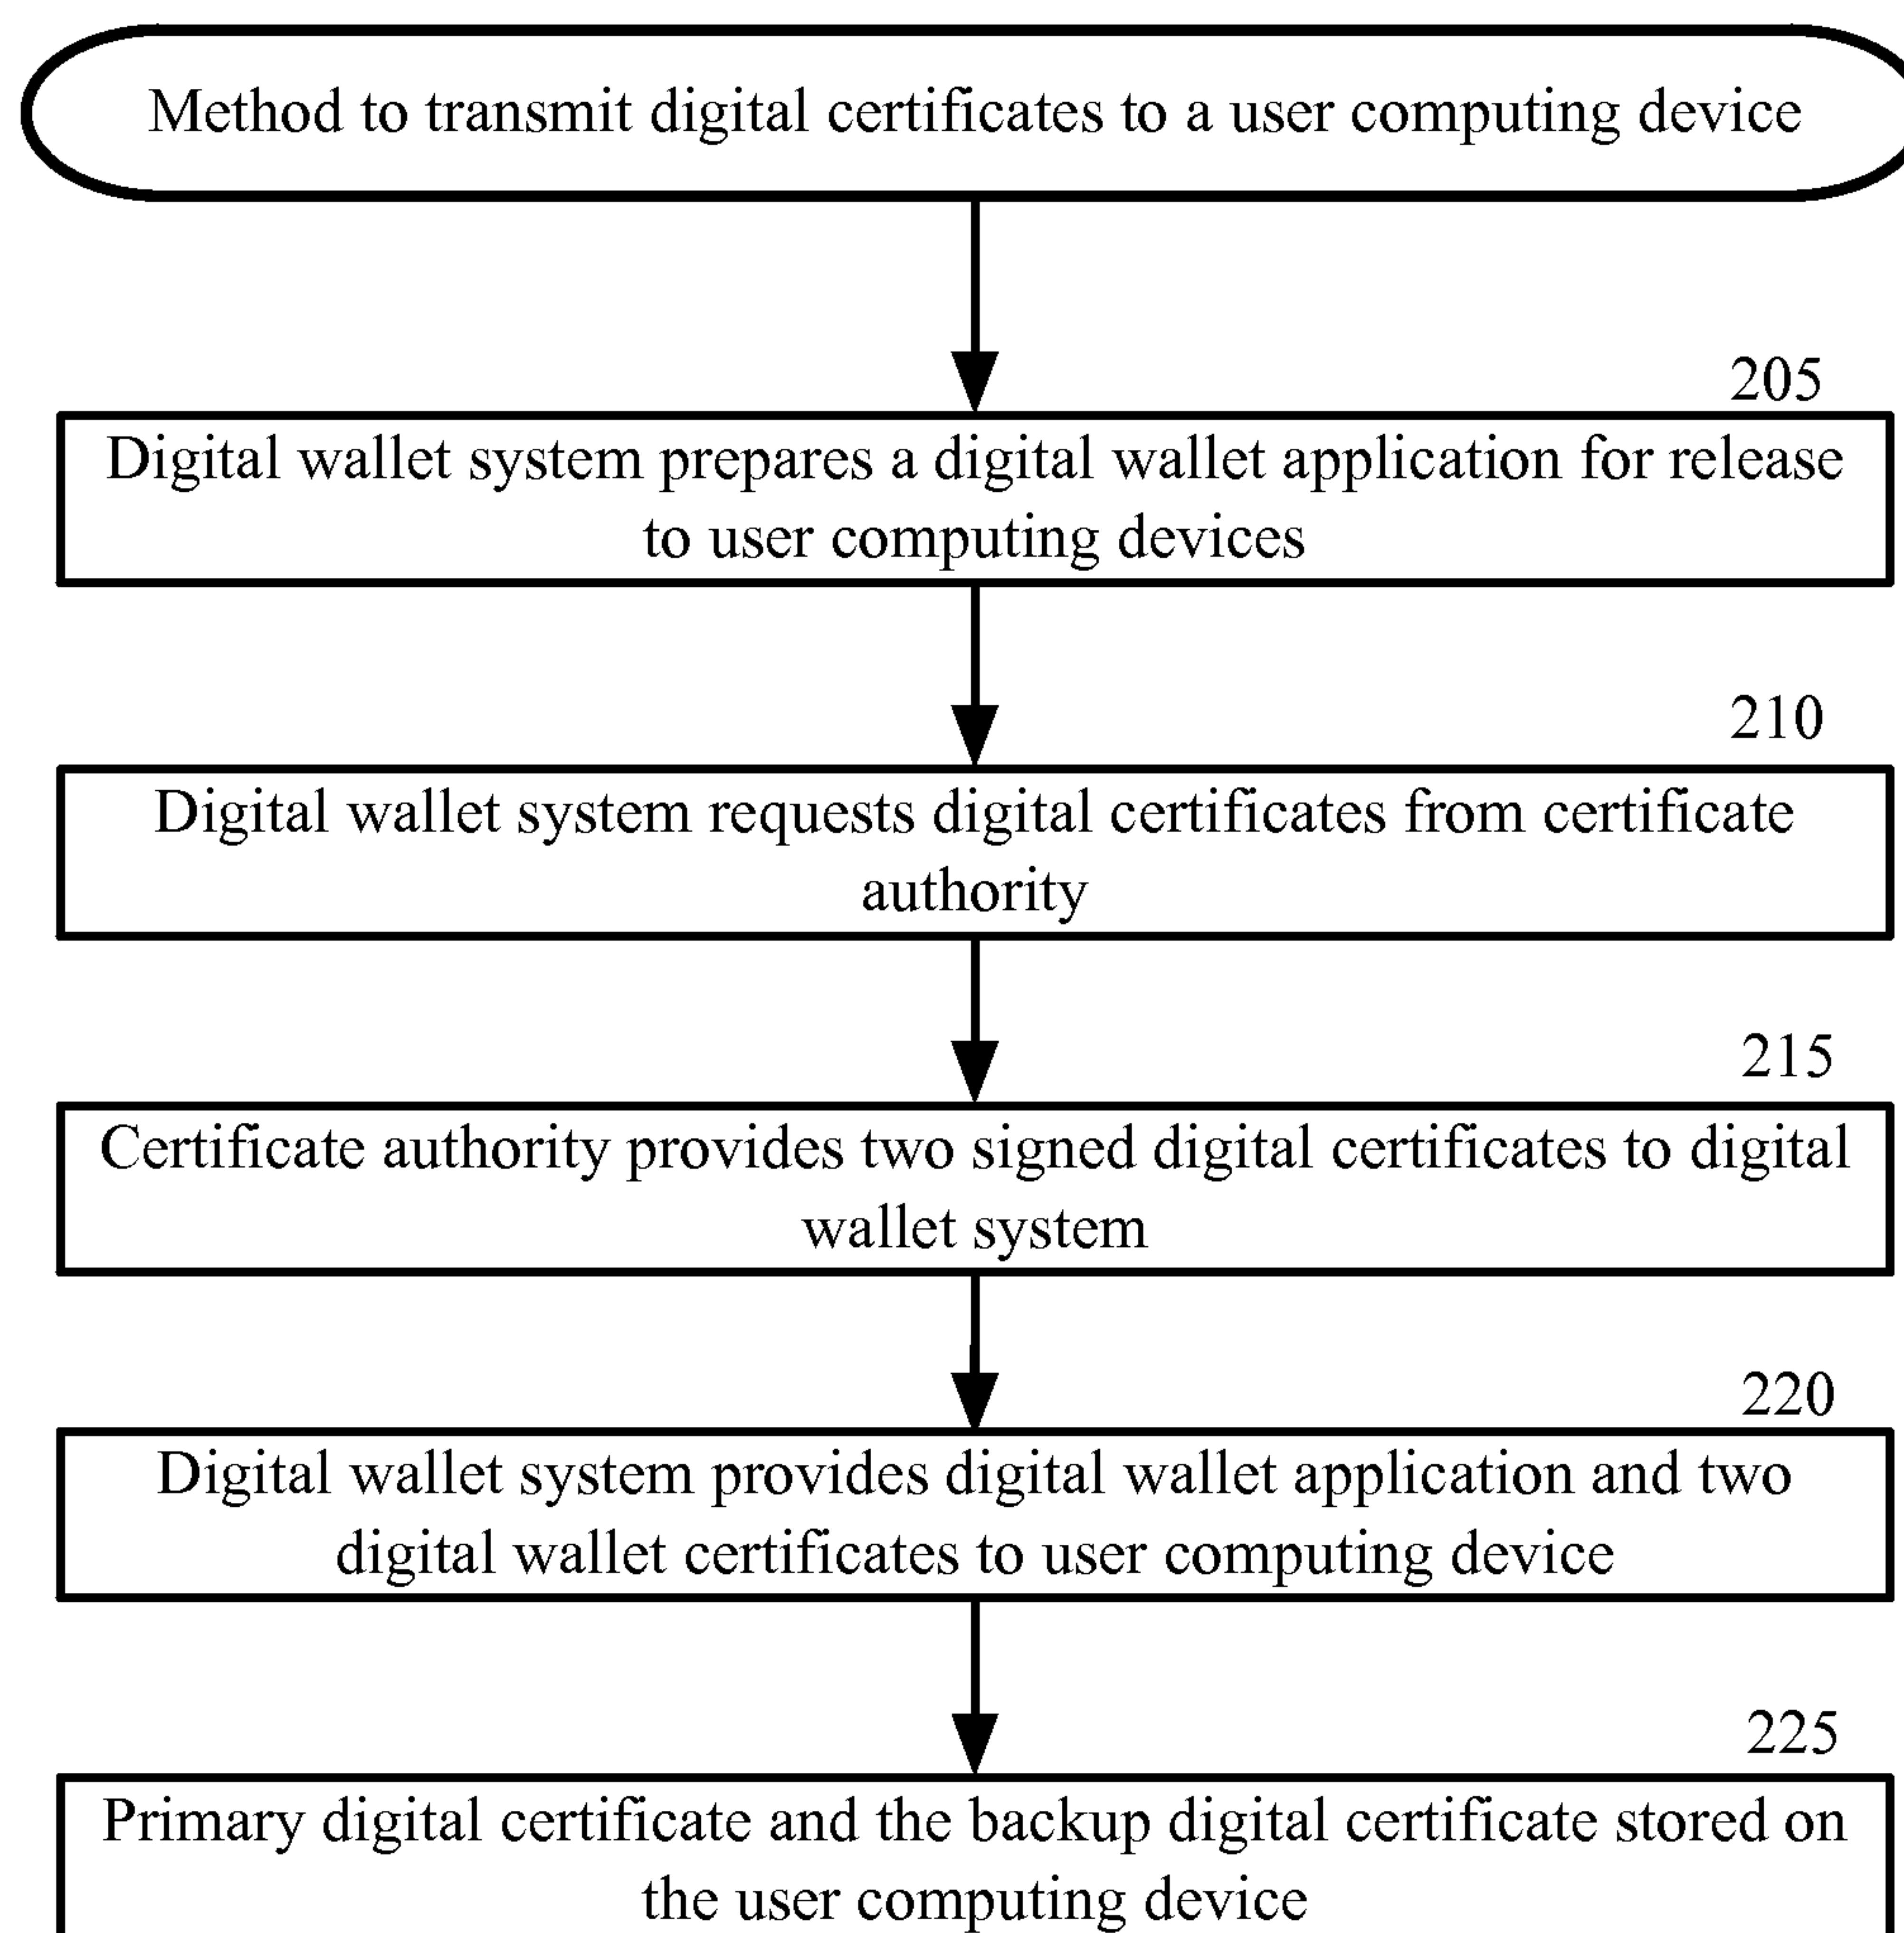 Method to transmit digital certificates to a user computing device
205
Digital wallet system prepares a digital wallet application for release
to user computing devices
210
Digital wallet system requests digital certificates from certificate
authority
215
Certificate authority provides two signed digital certificates to digital
wallet system
220
Digital wallet system provides digital wallet application and two
digital wallet certificates to user computing device
225
Primary digital certificate and the backup digital certificate stored on
the user computing device